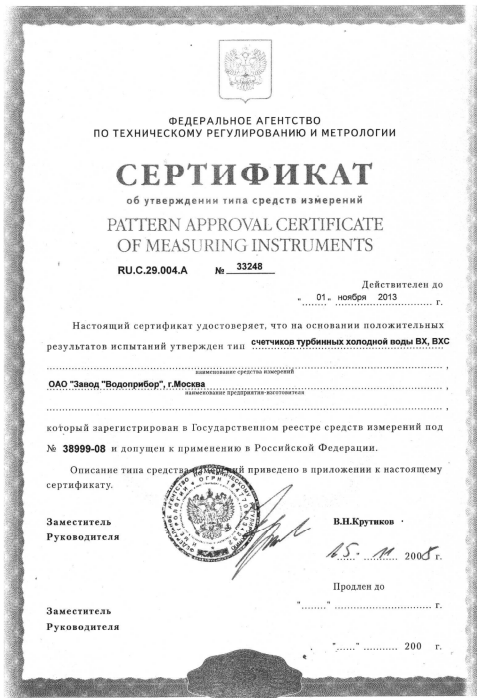 ФЕДЕРАЛЬНОЕ АГЕНТСТВО
ПО ТЕХНИЧЕСКОМУ РЕГУЛИРОВАНИЮ И МЕТРОЛОГИИ
СЕРТИФИКАТ
об утверждении типа средств измерений
PATTERN APPROVAL CERTIFICATE
OF MEASURING INSTRUMENTS
RU.C.29.004.A № 33248
Действителен до
" 01 " ноября 2013 г.
Настоящий сертификат удостоверяет, что на основании положительных
результатов испытаний утвержден тип счетчиков турбинных холодной воды ВХ, ВХС
наименование средства измерений
ОАО "Завод "Водоприбор", г.Москва
наименование предприятия-изготовителя
который зарегистрирован в Государственном реестре средств измерений под
№ 38999-08 и допущен к применению в Российской Федерации.
Описание типа средства измерений приведено в приложении к настоящему
сертификату.
Заместитель
Руководителя
В.Н.Крутиков
15. 11 2008 г.
Продлен до
"......" .................... г.
Заместитель
Руководителя
"......" ............ 200 г.